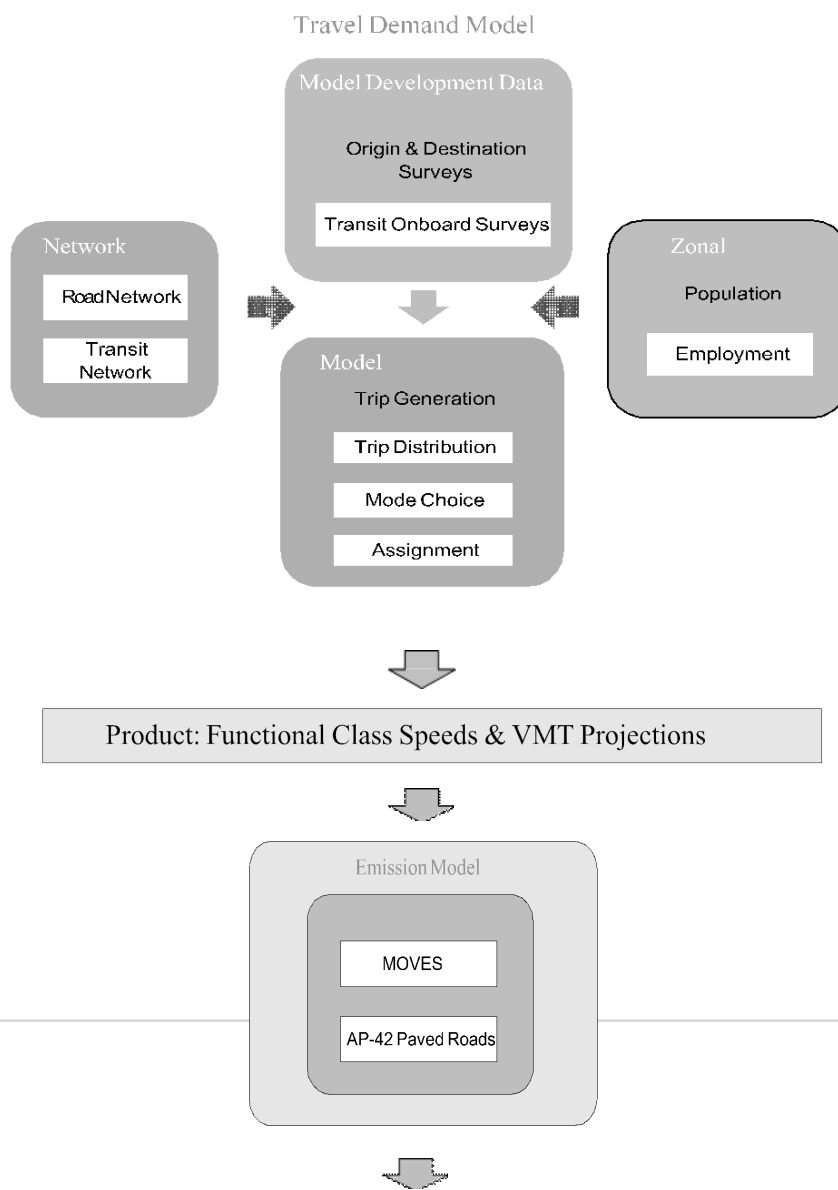 Travel Demand Model
Model Development Data
Origin & Destination
Surveys
Transit Onboard Surveys
Network
Road Network
Transit
Network
Zonal
Population
Employment
Model
Trip Generation
Trip Distribution
Mode Choice
Assignment
Product: Functional Class Speeds & VMT Projections
Emission Model
MOVES
AP-42 Paved Roads